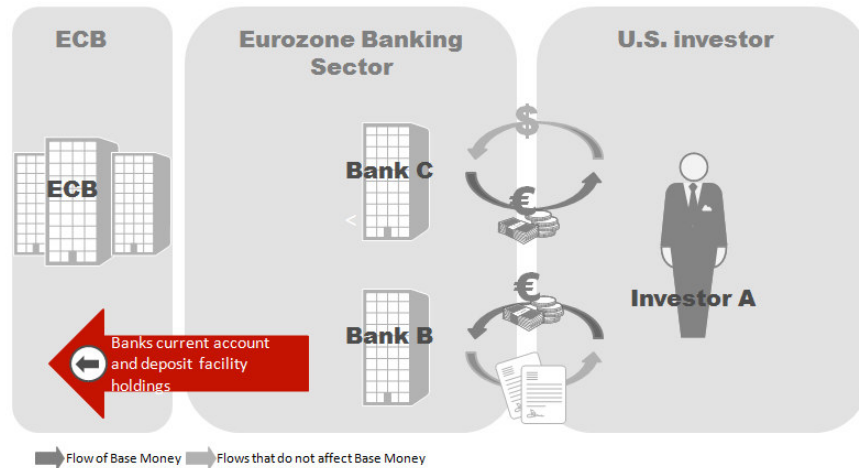 ECB
Eurozone Banking
Sector
U.S. investor
$
Bank C
ECB
€
<
€
Investor A
Bank B
Banks current account
and deposit facility
holdings
Flow of Base Money
Flows that do not affect Base Money